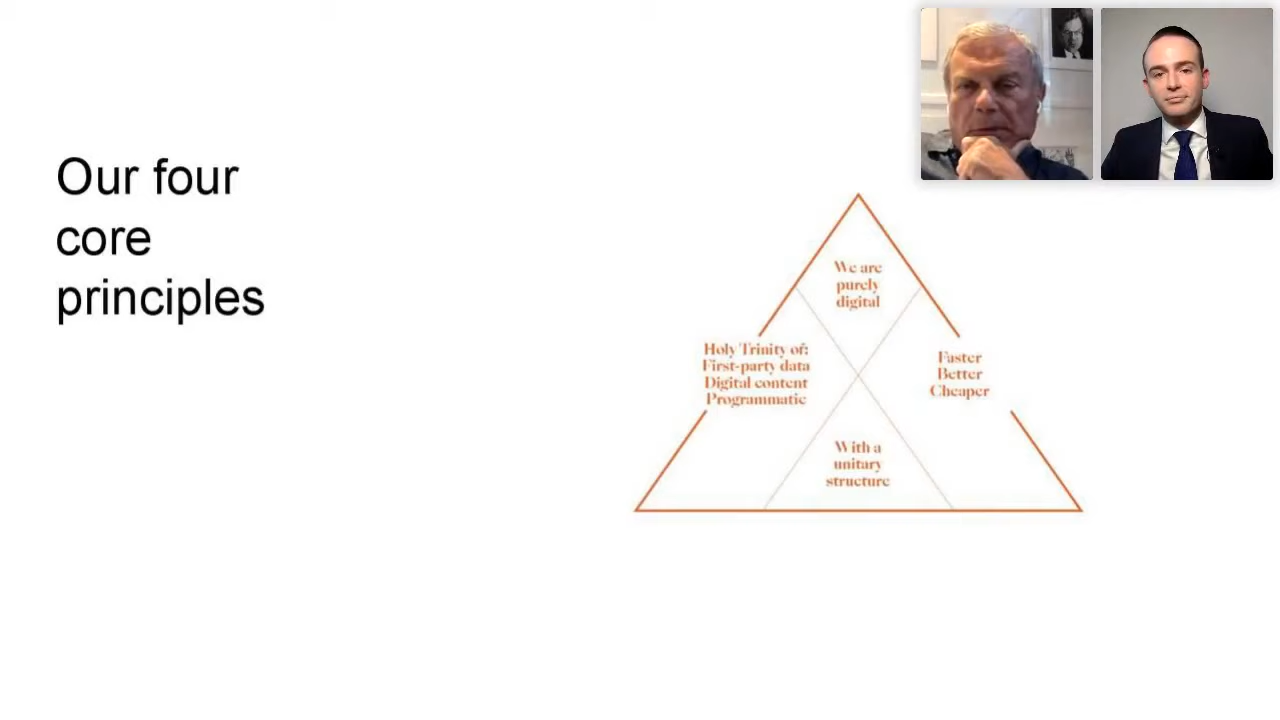 Our four
core
principles
We are
purely
digital
Holy Trinity of:
First-party data
Digital content
Programmatic
Faster
Better
Cheaper
With a
unitary
structure